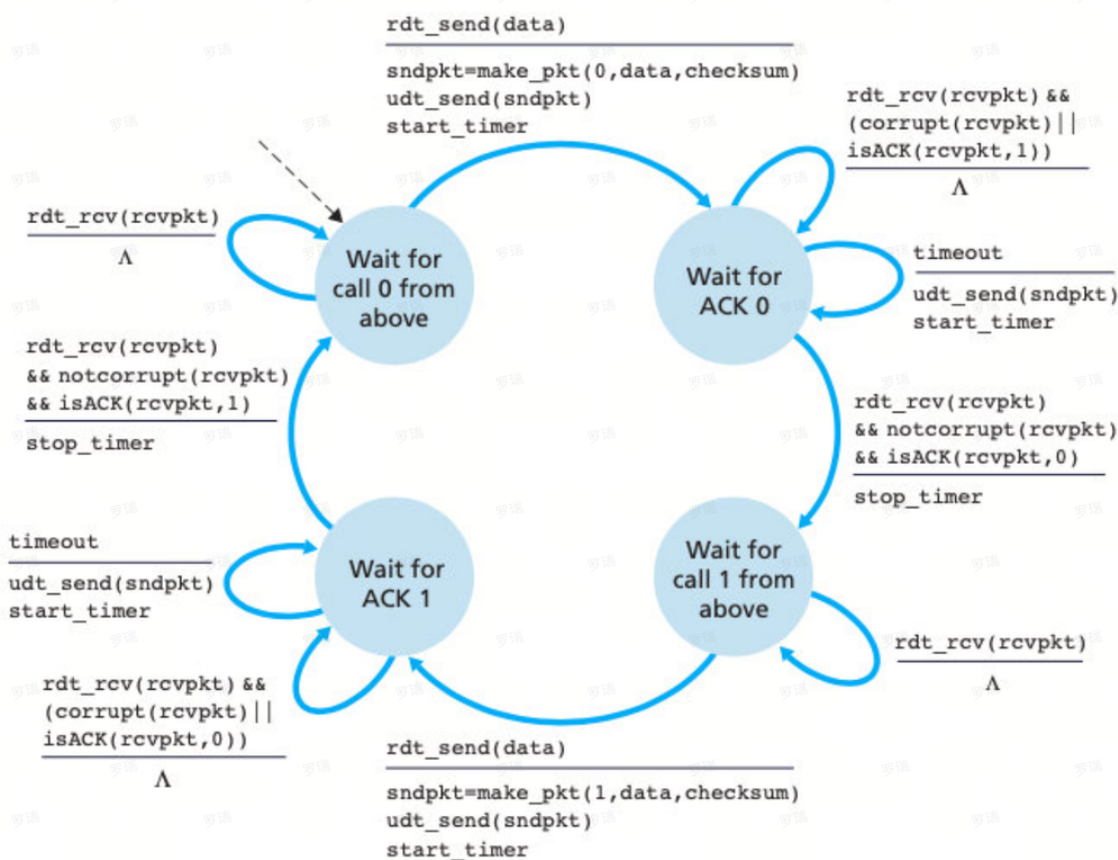 rdt_send(data)
sndpkt=make_pkt(0,data,checksum)
udt_send(sndpkt)
start_timer
rdt_rcv(rcvpkt) &&
(corrupt(rcvpkt)||
isACK(rcvpkt,1))
Λ
rdt_rcv(rcvpkt)
Λ
Wait for
call 0 from
above
Wait for
ACK 0
timeout
udt_send(sndpkt)
start_timer
rdt_rcv(rcvpkt)
&& notcorrupt(rcvpkt)
&& isACK(rcvpkt,1)
stop_timer
rdt_rcv(rcvpkt)
&& notcorrupt(rcvpkt)
&& isACK(rcvpkt,0)
stop_timer
timeout
udt_send(sndpkt)
start_timer
Wait for
ACK 1
Wait for
call 1 from
above
rdt_rcv(rcvpkt)
Λ
rdt_rcv(rcvpkt) &&
(corrupt(rcvpkt)||
isACK(rcvpkt,0))
Λ
rdt_send(data)
sndpkt=make_pkt(1,data,checksum)
udt_send(sndpkt)
start_timer